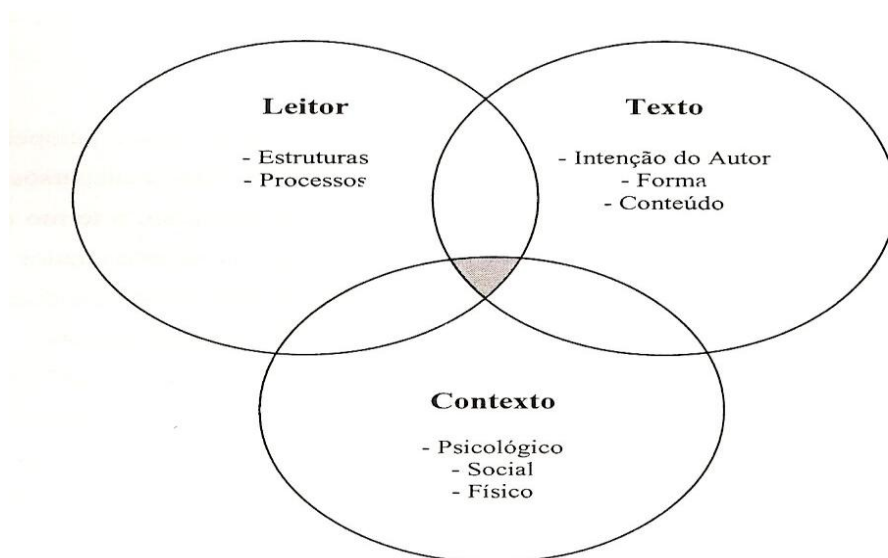 Leitor
- Estruturas
- Processos
Texto
- Intenção do Autor
- Forma
- Conteúdo
Contexto
- Psicológico
- Social
- Físico